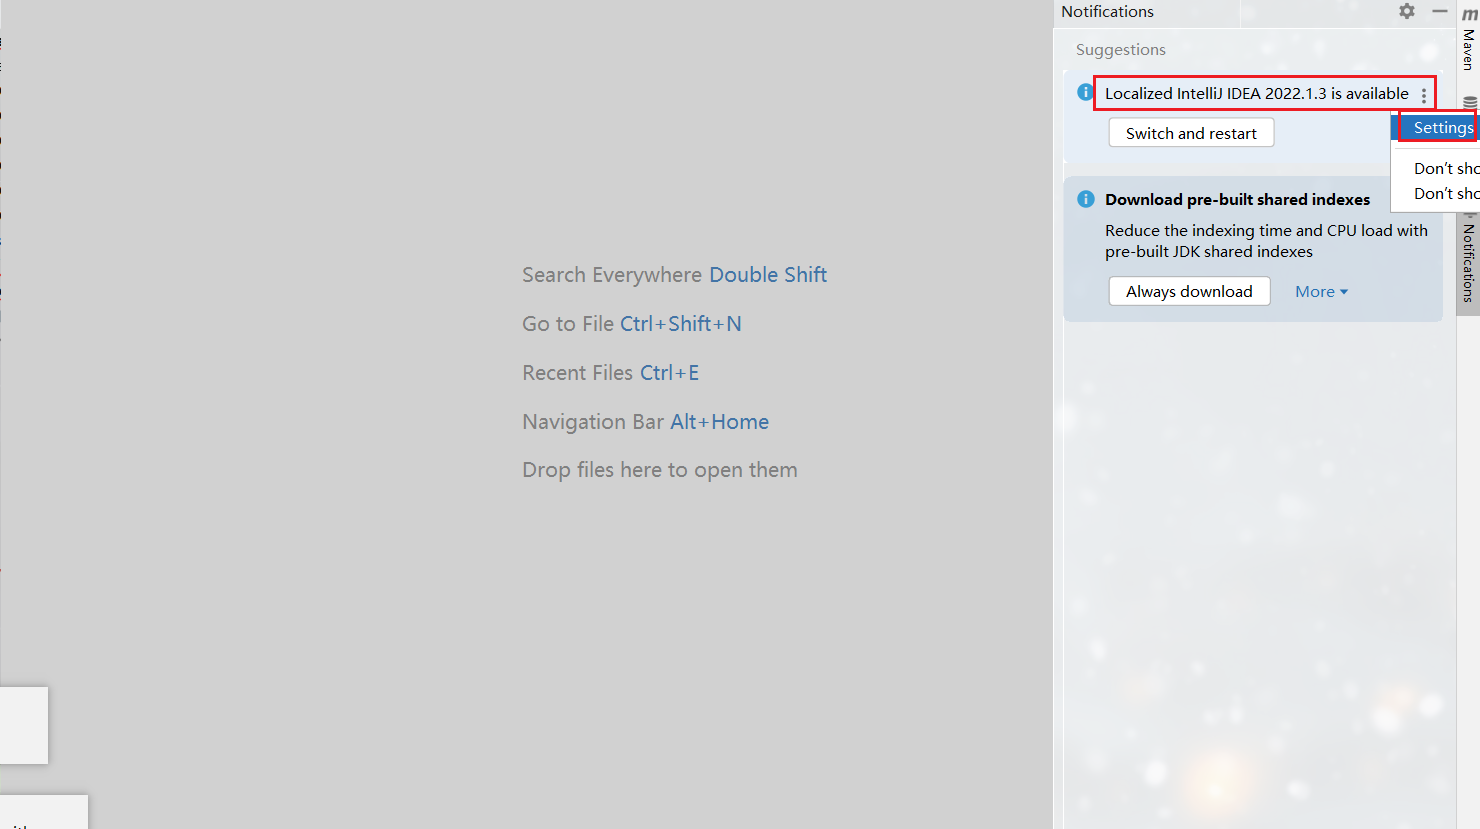 Notifications
Suggestions
Localized IntelliJ IDEA 2022.1.3 is available
Settings
Switch and restart
Don't sho
Don't sho
Download pre-built shared indexes
Reduce the indexing time and CPU load with
pre-built JDK shared indexes
Always download
More
Maven
Notifications
Search Everywhere Double Shift
Go to File Ctrl+Shift+N
Recent Files Ctrl+E
Navigation Bar Alt+Home
Drop files here to open them